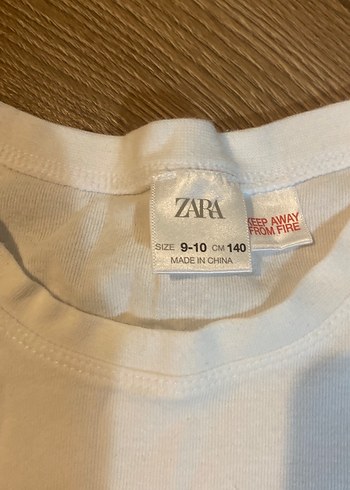 ZARA
SIZE 9-10 CM 140
MADE IN CHINA
KEEP AWAY
FROM FIRE